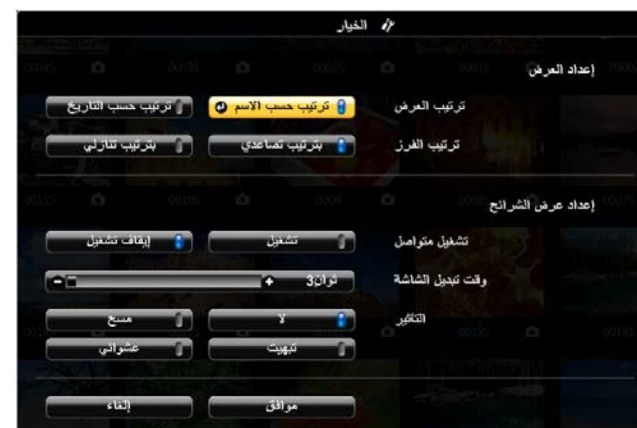 الخيار
إعداد العرض
ترتيب العرض ترتيب حسب الاسم ترتيب حسب التاريخ
ترتيب الفرز بترتيب تصاعدي بترتيب تنازلي
إعداد عرض الشرائح
تشغيل متواصل تشغيل إيقاف تشغيل
وقت تبديل الشاشة ثوان3 + -
التأثير لا مسح
تبهيت عشوائي
موافق إلغاء